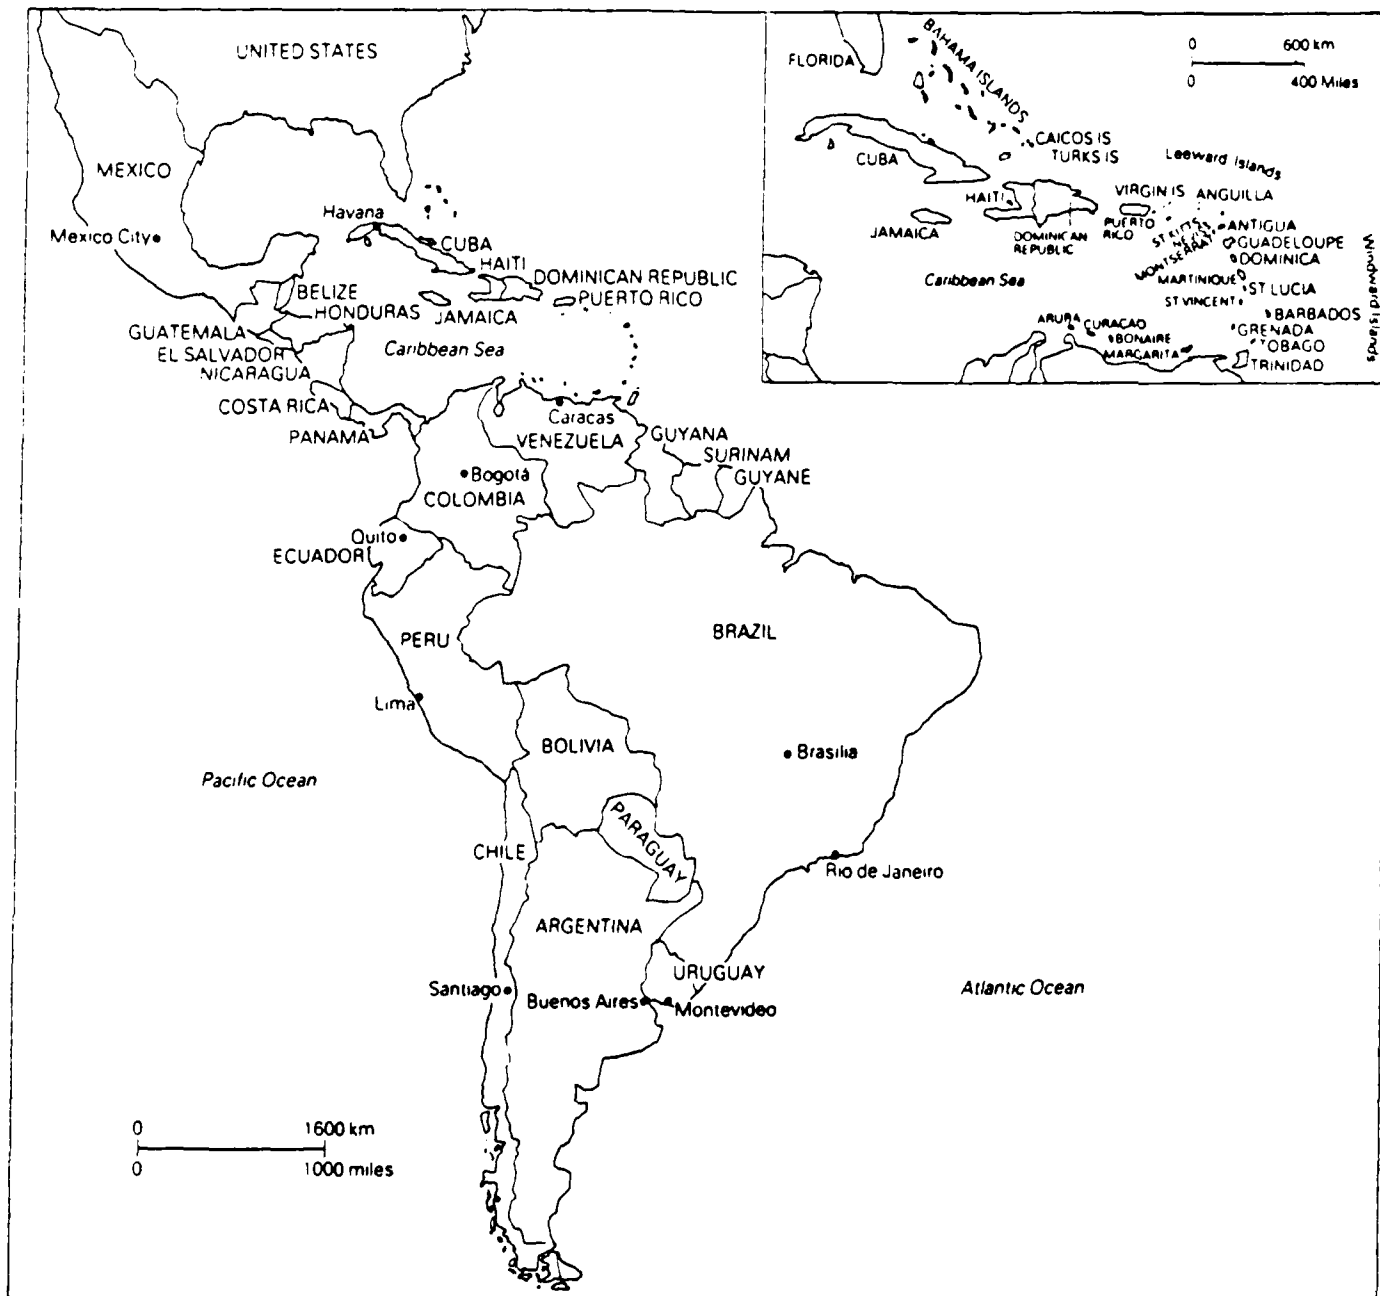 UNITED STATES
MEXICO
Mexico City
Havana
CUBA
HAITI
DOMINICAN REPUBLIC
PUERTO RICO
JAMAICA
BELIZE
HONDURAS
GUATEMALA
EL SALVADOR
NICARAGUA
Caribbean Sea
COSTA RICA
PANAMA
Caracas
VENEZUELA
GUYANA
SURINAM
GUYANE
Bogotá
COLOMBIA
Quito
ECUADOR
PERU
BRAZIL
Lima
BOLIVIA
Brasilia
Pacific Ocean
PARAGUAY
CHILE
Rio de Janeiro
ARGENTINA
URUGUAY
Santiago
Buenos Aires
Montevideo
Atlantic Ocean
0 1600 km
0 1000 miles
FLORIDA
BAHAMA ISLANDS
0 600 km
0 400 Miles
CUBA
CAICOS IS
TURKS IS
Leeward Islands
HAITI
VIRGIN IS
ANGUILLA
JAMAICA
DOMINICAN
REPUBLIC
PUERTO
RICO
ST KITTS
NEVIS
MONTSERRAT
ANTIGUA
GUADELOUPE
DOMINICA
MARTINIQUE
ST LUCIA
ST VINCENT
BARBADOS
Caribbean Sea
ARUBA
CURACAO
BONAIRE
MARGARITA
GRENADA
TOBAGO
TRINIDAD
Windward Islands